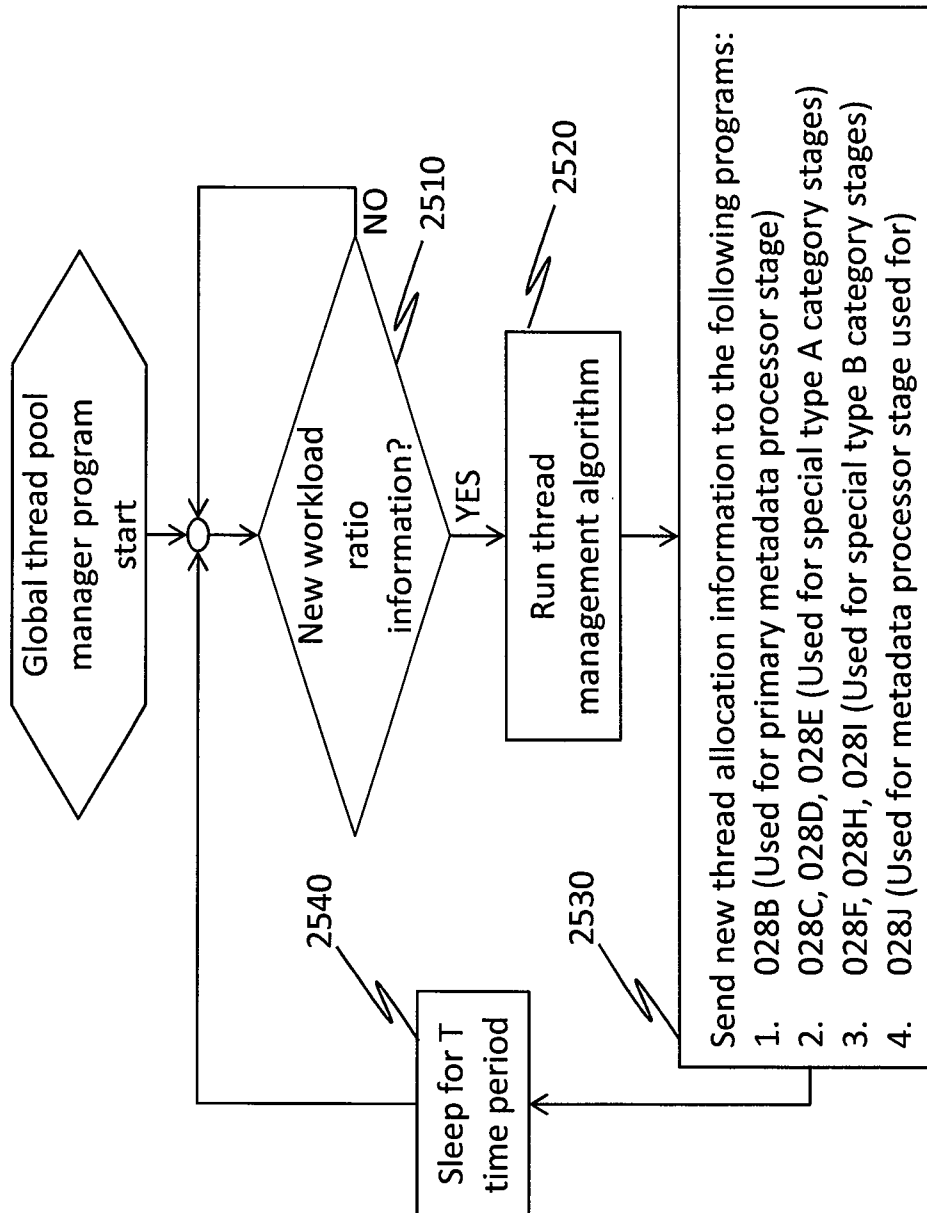 Global thread pool
manager program
start
New workload
ratio
information?
NO
2510
YES
Run thread
management algorithm
2520
Send new thread allocation information to the following programs:
1. 028B (Used for primary metadata processor stage)
2. 028C, 028D, 028E (Used for special type A category stages)
3. 028F, 028H, 028I (Used for special type B category stages
4. 028J (Used for metadata processor stage used for)
2530
Sleep for T
time period
2540